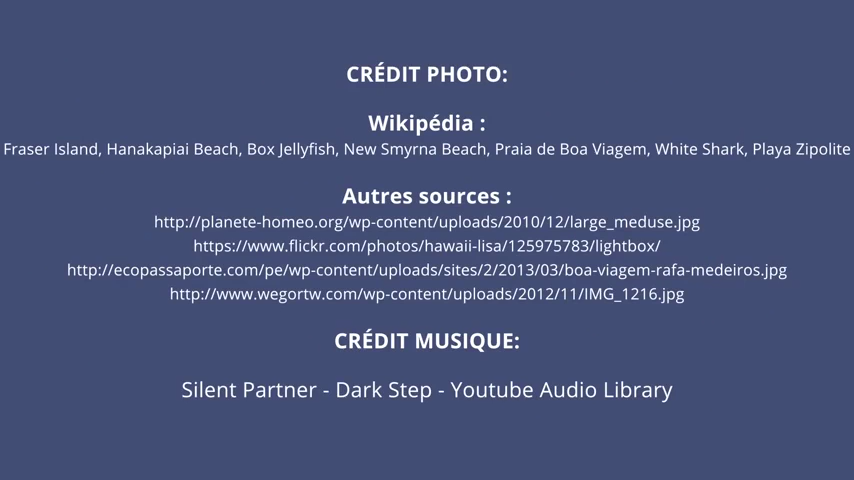 CRÉDIT PHOTO:
Wikipédia :
Fraser Island, Hanakapiai Beach, Box Jellyfish, New Smyrna Beach, Praia de Boa Viagem, White Shark, Playa Zipolite
Autres sources :
http://planete-homeo.org/wp-content/uploads/2010/12/large_meduse.jpg
https://www.flickr.com/photos/hawaii-lisa/125975783/lightbox/
http://ecopassaporte.com/pe/wp-content/uploads/sites/2/2013/03/boa-viagem-rafa-medeiros.jpg
http://www.wegortw.com/wp-content/uploads/2012/11/IMG_1216.jpg
CRÉDIT MUSIQUE:
Silent Partner - Dark Step - Youtube Audio Library